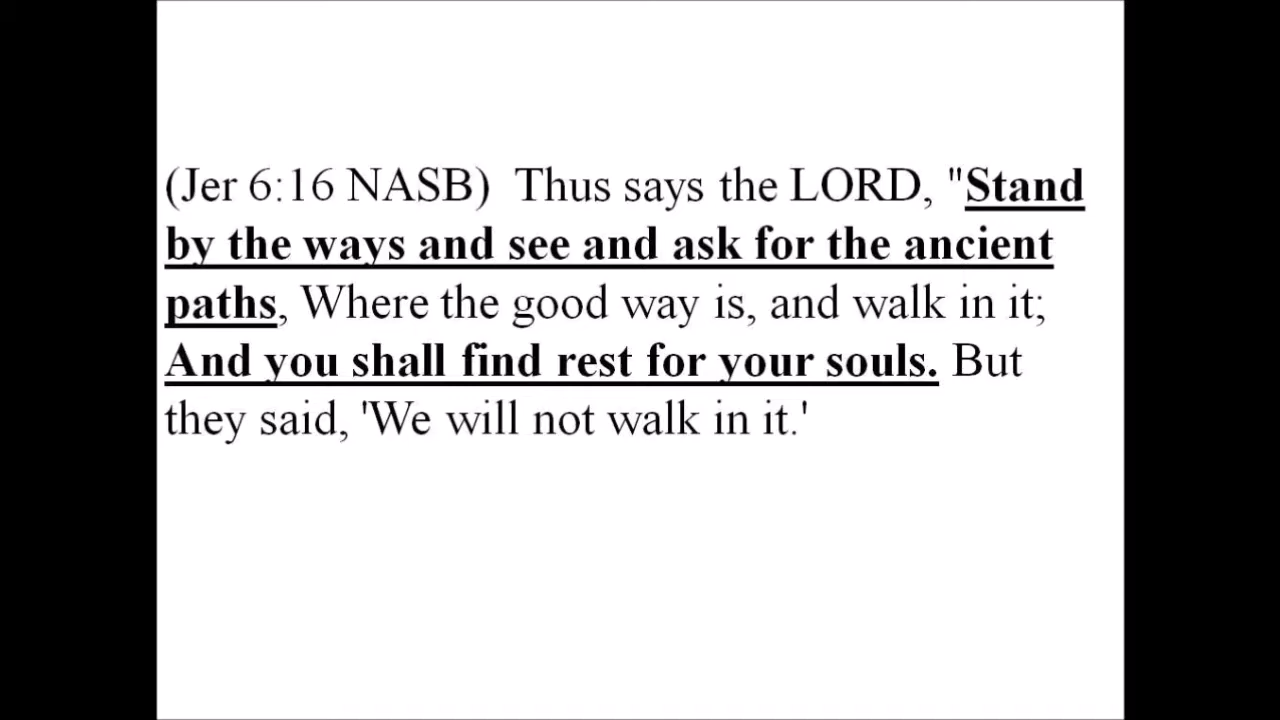 (Jer 6:16 NASB)  Thus says the LORD, "Stand
by the ways and see and ask for the ancient
paths, Where the good way is, and walk in it;
And you shall find rest for your souls. But
they said, 'We will not walk in it.'